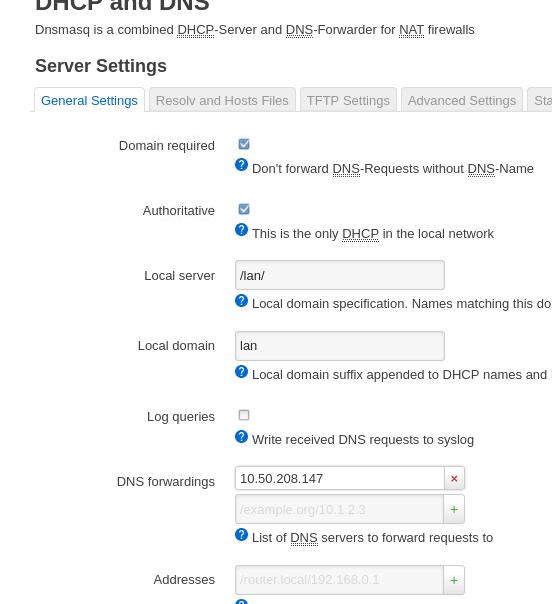 DHCP and DNS
Dnsmasq is a combined DHCP-Server and DNS-Forwarder for NAT firewalls
Server Settings
General Settings Resolv and Hosts Files TFTP Settings Advanced Settings Sta
Domain required
? Don't forward DNS-Requests without DNS-Name
Authoritative
? This is the only DHCP in the local network
Local server /lan/
? Local domain specification. Names matching this do
Local domain lan
? Local domain suffix appended to DHCP names and
Log queries
? Write received DNS requests to syslog
DNS forwardings 10.50.208.147 ×
/example.org/10.1.2.3 +
? List of DNS servers to forward requests to
Addresses /router.local/192.168.0.1 +